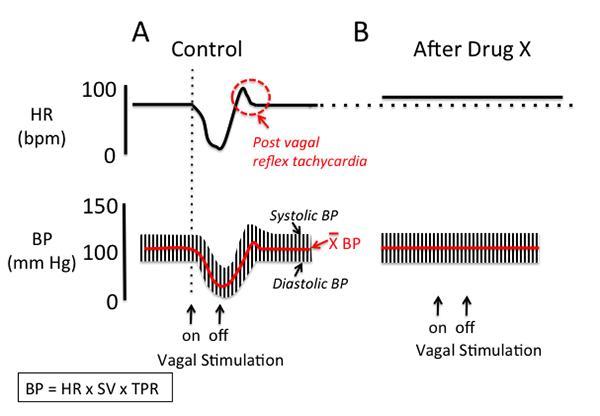 A
B
Control
After Drug X
100
HR
(bpm)
0
Post vagal
reflex tachycardia
150
Systolic BP
BP
(mm Hg)
100
X̅ BP
Diastolic BP
0
on off
Vagal Stimulation
on off
Vagal Stimulation
BP = HR x SV x TPR